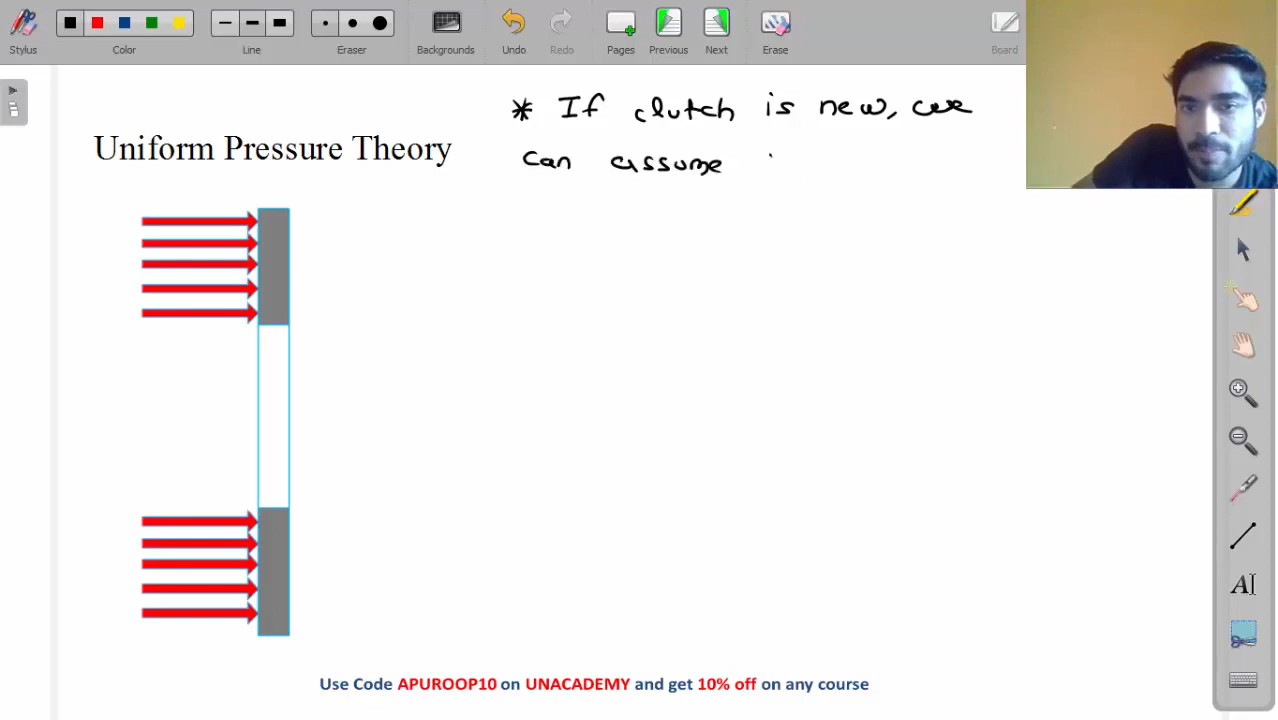 Stylus
Color
Line
Eraser
Backgrounds
Undo
Redo
Pages
Previous
Next
Erase
Board
* If clutch is new, we
can assume
Uniform Pressure Theory
A
Use Code APUROOP10 on UNACADEMY and get 10% off on any course